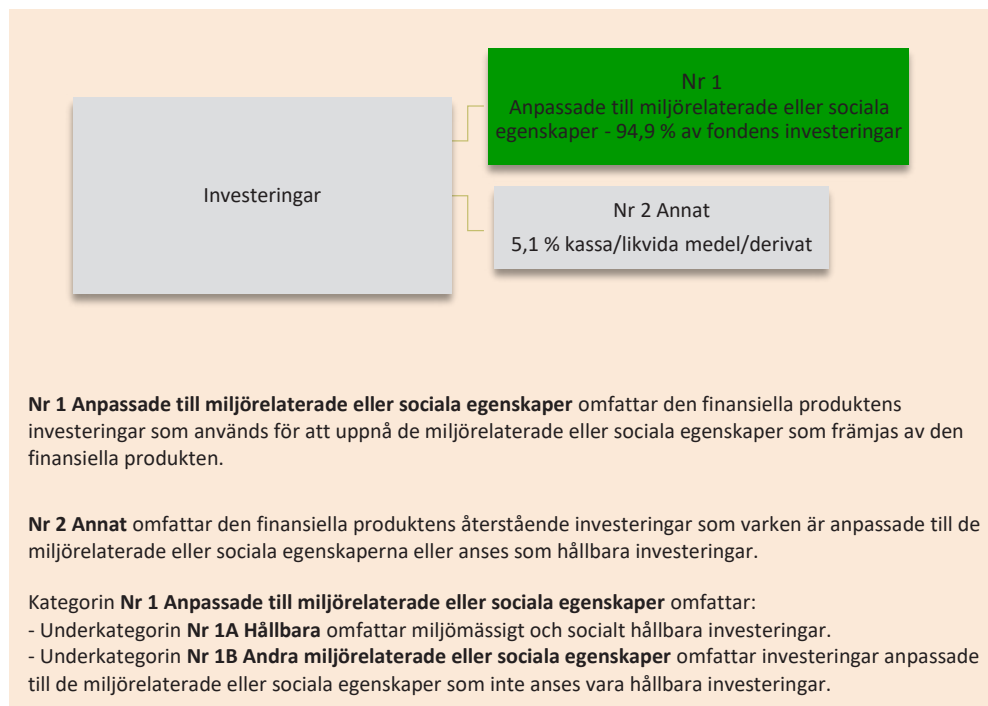 Nr 1
Anpassade till miljörelaterade eller sociala
egenskaper - 94,9 % av fondens investeringar
Investeringar
Nr 2 Annat
5,1 % kassa/likvida medel/derivat
Nr 1 Anpassade till miljörelaterade eller sociala egenskaper omfattar den finansiella produktens
investeringar som används för att uppnå de miljörelaterade eller sociala egenskaper som främjas av den
finansiella produkten.
Nr 2 Annat omfattar den finansiella produktens återstående investeringar som varken är anpassade till de
miljörelaterade eller sociala egenskaperna eller anses som hållbara investeringar.
Kategorin Nr 1 Anpassade till miljörelaterade eller sociala egenskaper omfattar:
- Underkategorin Nr 1A Hållbara omfattar miljömässigt och socialt hållbara investeringar.
- Underkategorin Nr 1B Andra miljörelaterade eller sociala egenskaper omfattar investeringar anpassade
till de miljörelaterade eller sociala egenskaper som inte anses vara hållbara investeringar.